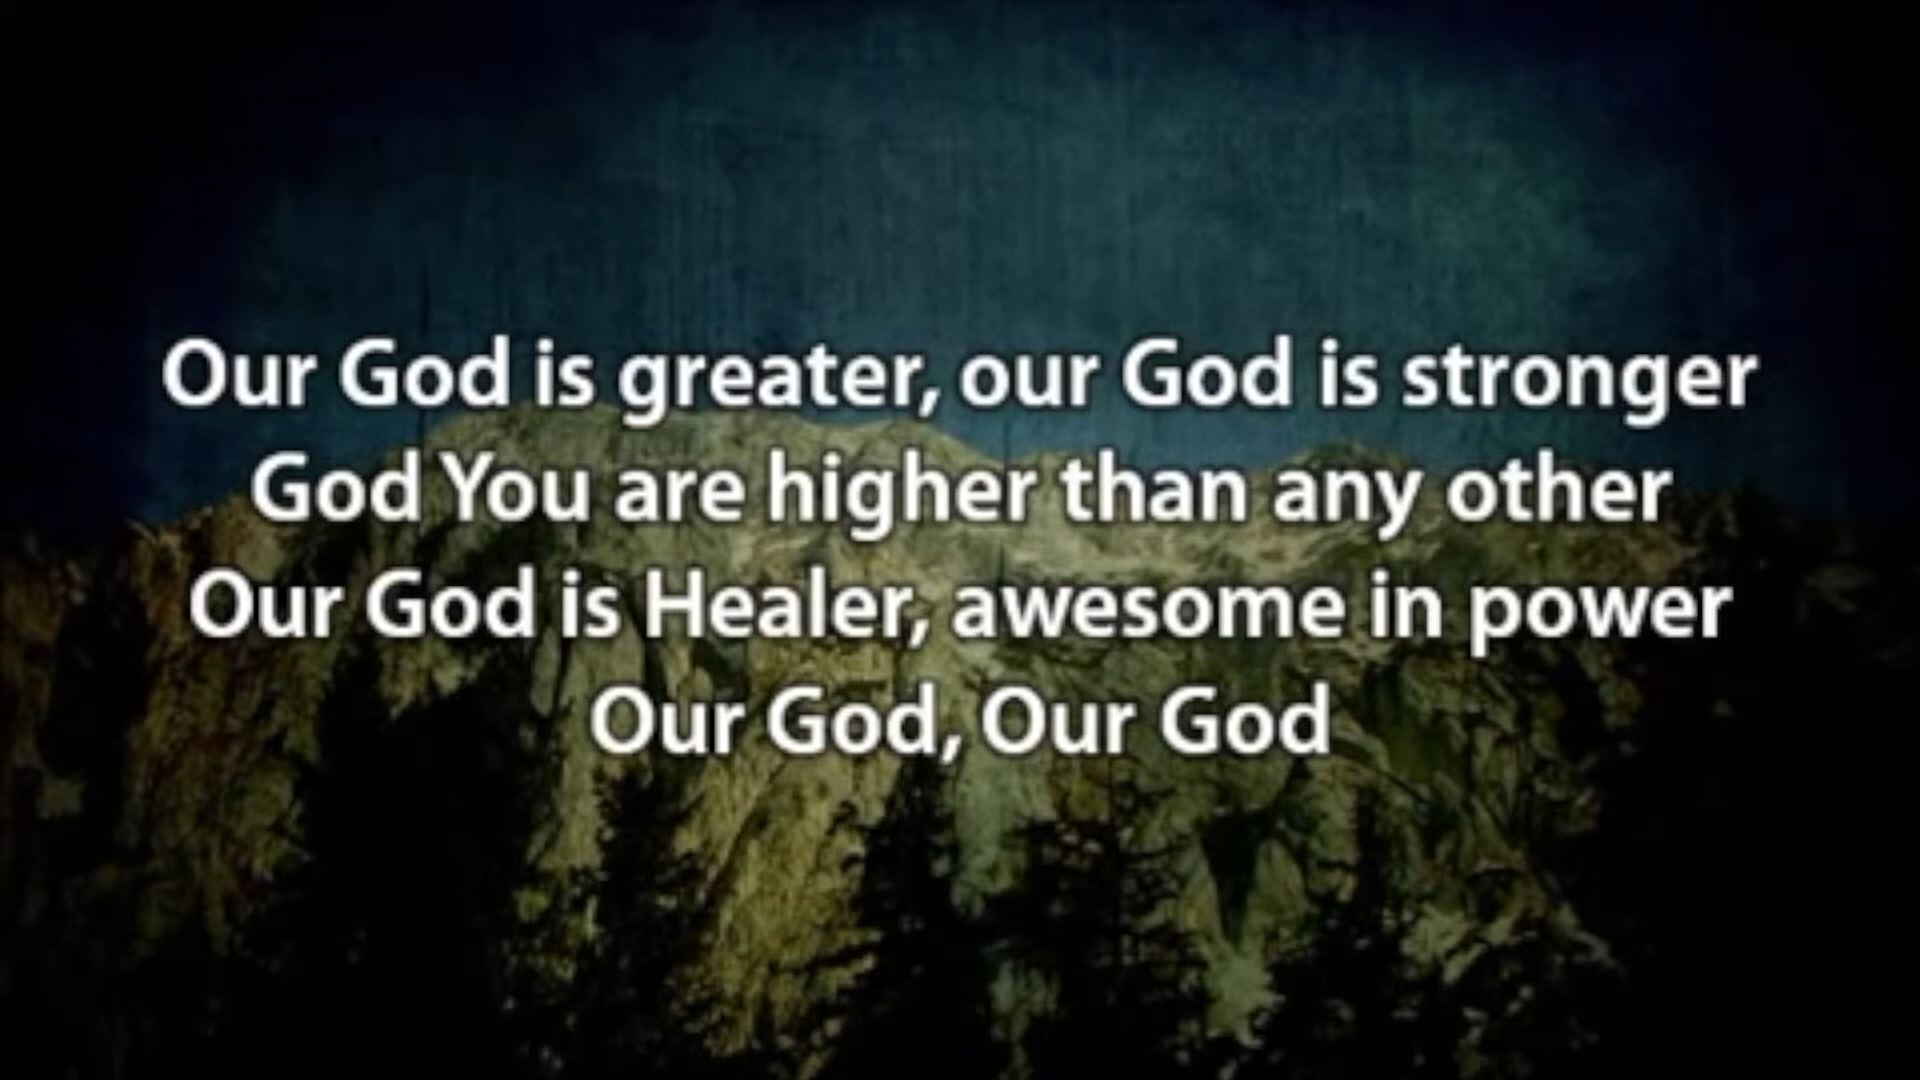 Our God is greater, our God is stronger
God You are higher than any other
Our God is Healer, awesome in power
Our God, Our God